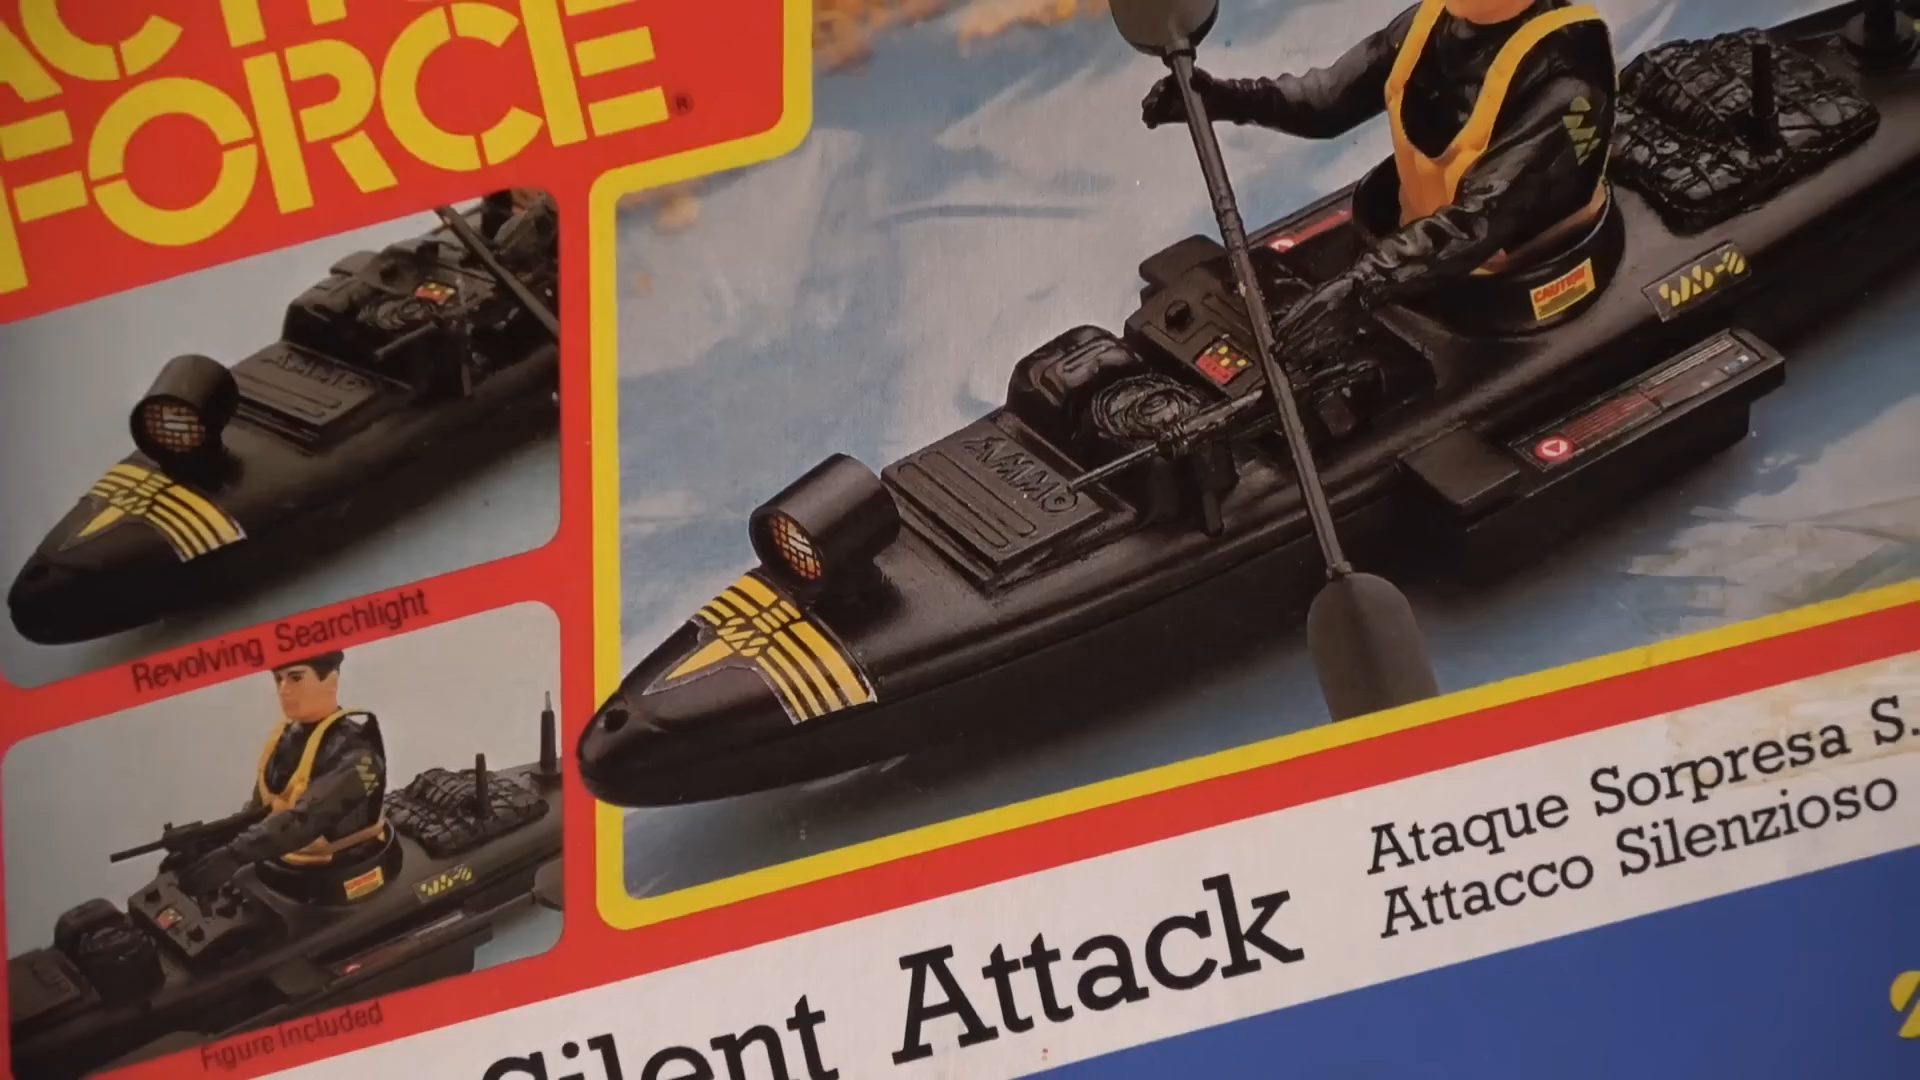 FORCE®
AMMO
CAUTION
AMMO
Revolving Searchlight
Figure Included
Silent Attack
Ataque Sorpresa S.
Attacco Silenzioso